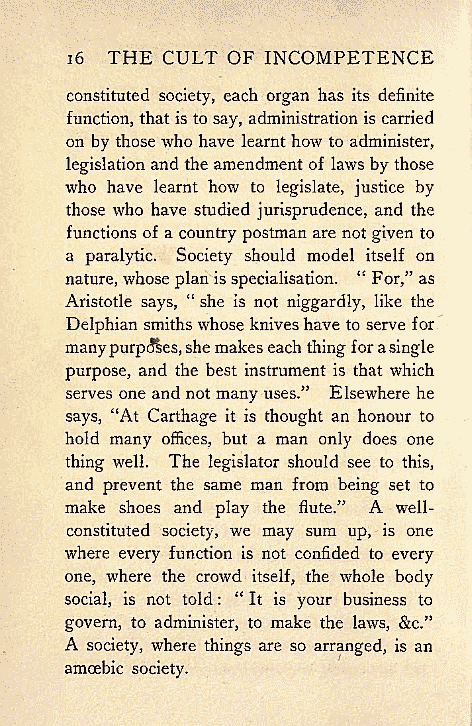 16 THE CULT OF INCOMPETENCE
constituted society, each organ has its definite
function, that is to say, administration is carried
on by those who have learnt how to administer,
legislation and the amendment of laws by those
who have learnt how to legislate, justice by
those who have studied jurisprudence, and the
functions of a country postman are not given to
a paralytic. Society should model itself on
nature, whose plan is specialisation. “ For,” as
Aristotle says, “ she is not niggardly, like the
Delphian smiths whose knives have to serve for
many purposes, she makes each thing for a single
purpose, and the best instrument is that which
serves one and not many uses.” Elsewhere he
says, “At Carthage it is thought an honour to
hold many offices, but a man only does one
thing well. The legislator should see to this,
and prevent the same man from being set to
make shoes and play the flute.” A well-
constituted society, we may sum up, is one
where every function is not confided to every
one, where the crowd itself, the whole body
social, is not told : “ It is your business to
govern, to administer, to make the laws, &c.”
A society, where things are so arranged, is an
amœbic society.